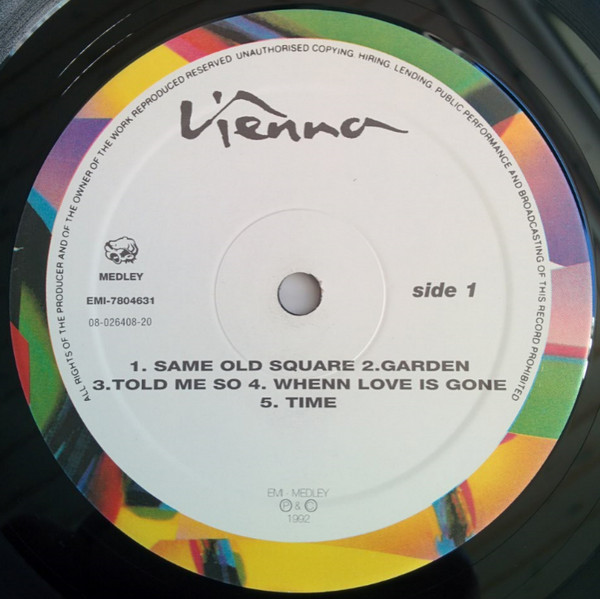 ALL RIGHTS OF THE PRODUCER AND OF THE OWNER OF THE WORK REPRODUCED RESERVED UNAUTHORISED COPYING, HIRING, LENDING, PUBLIC PERFORMANCE AND BROADCASTING OF THIS RECORD PROHIBITED
Vienna
MEDLEY
EMI-7804631
08-026408-20
side 1
1. SAME OLD SQUARE 2.GARDEN
3.TOLD ME SO 4. WHENN LOVE IS GONE
5. TIME
EMI - MEDLEY
Ⓟ & ©
1992